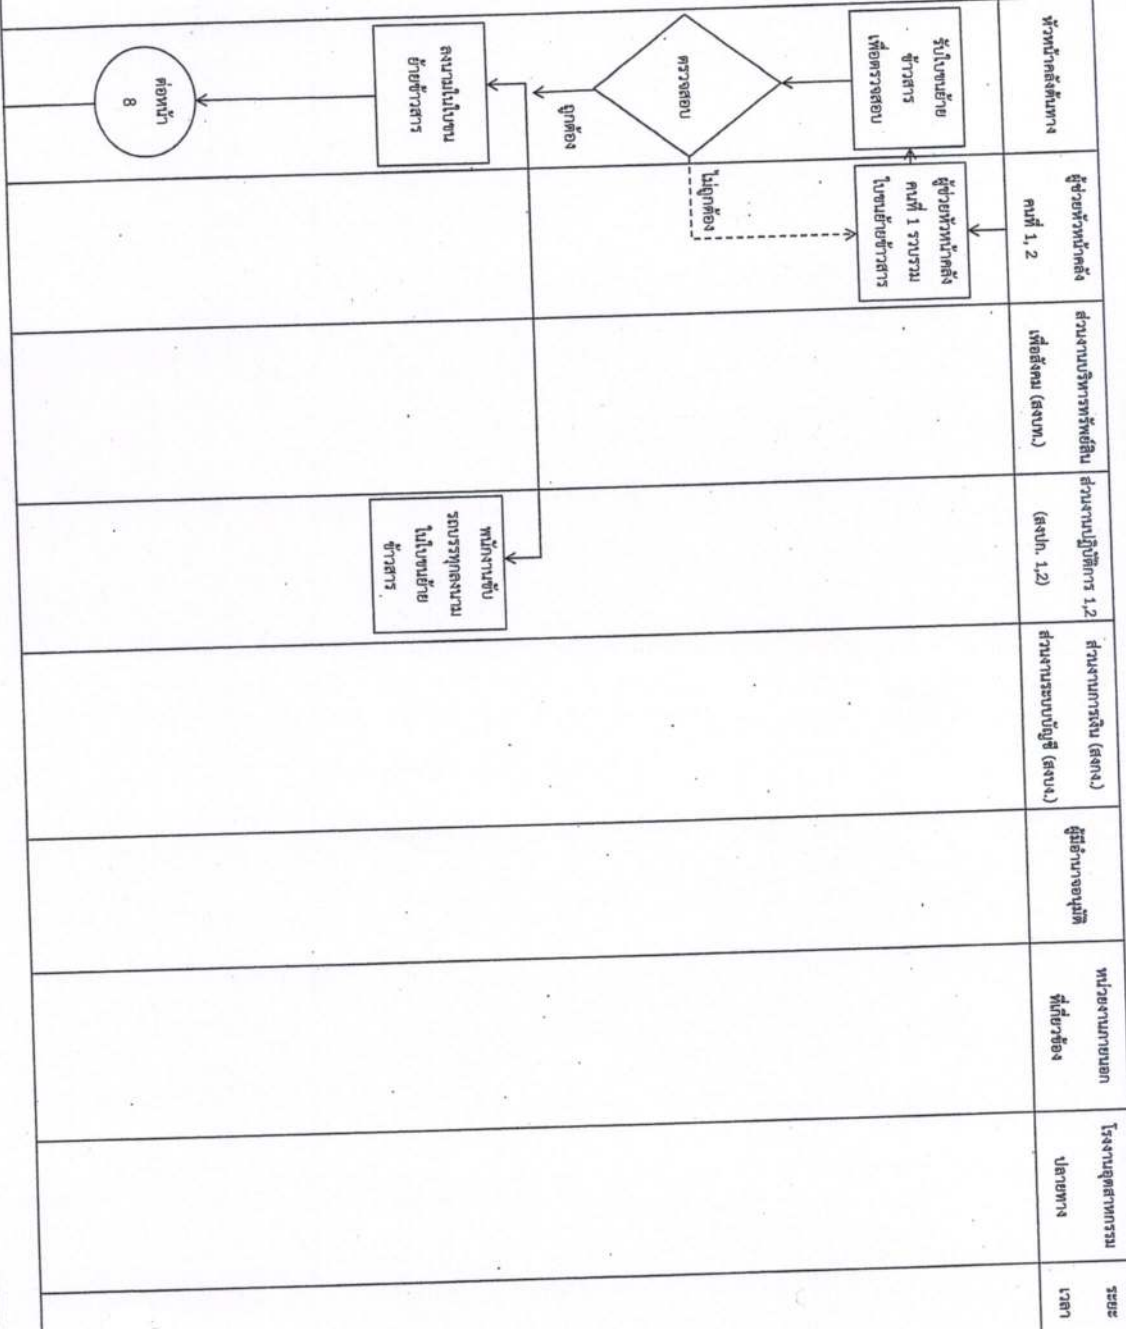 หัวหน้าคลังต้นทาง
ผู้ช่วยหัวหน้าคลัง
คนที่ 1, 2
ส่วนงานบริหารทรัพย์สิน
เพื่อสังคม (สงบท.)
ส่วนงานปฏิบัติการ 1,2
(สงปก. 1,2)
ส่วนงานการเงิน (สงกง.)
ส่วนงานระบบบัญชี (สงบง.)
ผู้มีอำนาจอนุมัติ
หน่วยงานภายนอก
ที่เกี่ยวข้อง
โรงงานอุตสาหกรรม
ปลายทาง
ระยะ
เวลา
รับใบขนย้าย
ข้าวสาร
เพื่อตรวจสอบ
ผู้ช่วยหัวหน้าคลัง
คนที่ 1 รวบรวม
ใบขนย้ายข้าวสาร
ตรวจสอบ
ไม่ถูกต้อง
ถูกต้อง
ลงนามในใบขน
ย้ายข้าวสาร
พนักงานขับ
รถบรรทุกลงนาม
ในใบขนย้าย
ข้าวสาร
ต่อหน้า
8